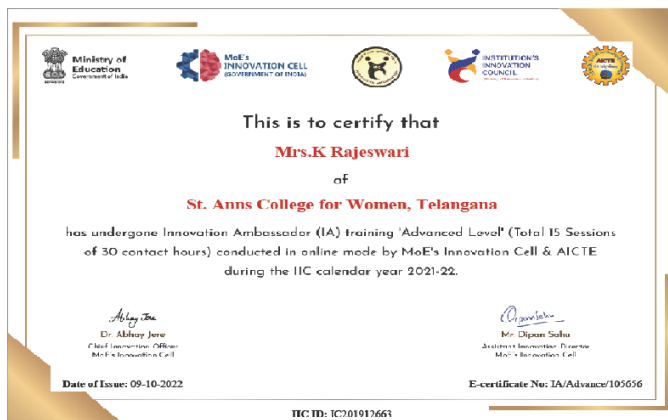 Ministry of
Education
Government of India
MoE's
INNOVATION CELL
(GOVERNMENT OF INDIA)
INSTITUTION'S
INNOVATION
COUNCIL
AICTE
This is to certify that
Mrs.K Rajeswari
of
St. Anns College for Women, Telangana
has undergone Innovation Ambassador (IA) training 'Advanced Level' (Total 15 Sessions
of 30 contact hours) conducted in online mode by MoE's Innovation Cell & AICTE
during the IIC calendar year 2021-22.
Dr. Abhay Jere
Chief Innovation Officer
MoE's Innovation Cell
Mr. Dipan Sahu
Assistant Innovation Director
MoE's Innovation Cell
Date of Issue: 09-10-2022
E-certificate No: IA/Advance/105656
IIC ID: IC201912663